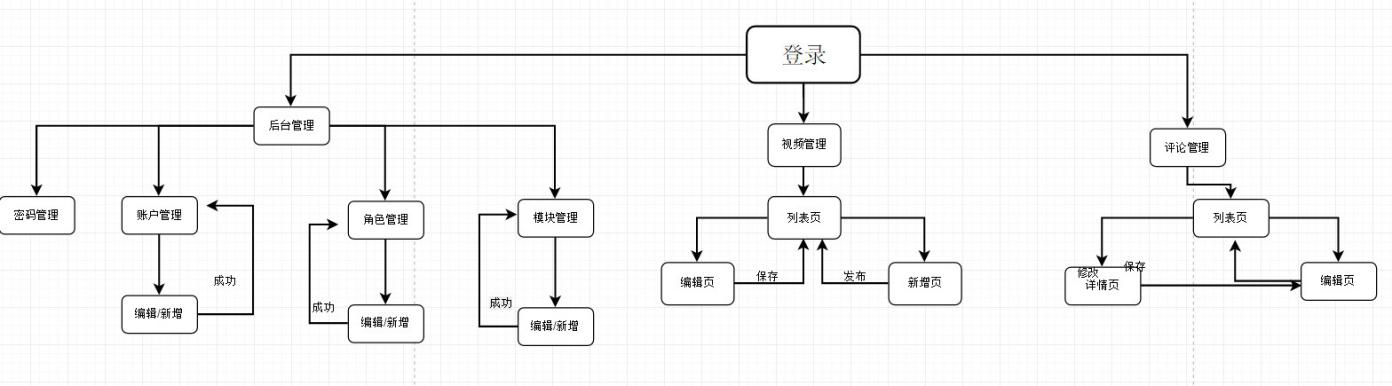 登录
后台管理
视频管理
评论管理
密码管理
账户管理
角色管理
模块管理
列表页
列表页
成功
成功
成功
编辑/新增
编辑/新增
编辑/新增
编辑页
保存
发布
新增页
修改
保存
详情页
编辑页